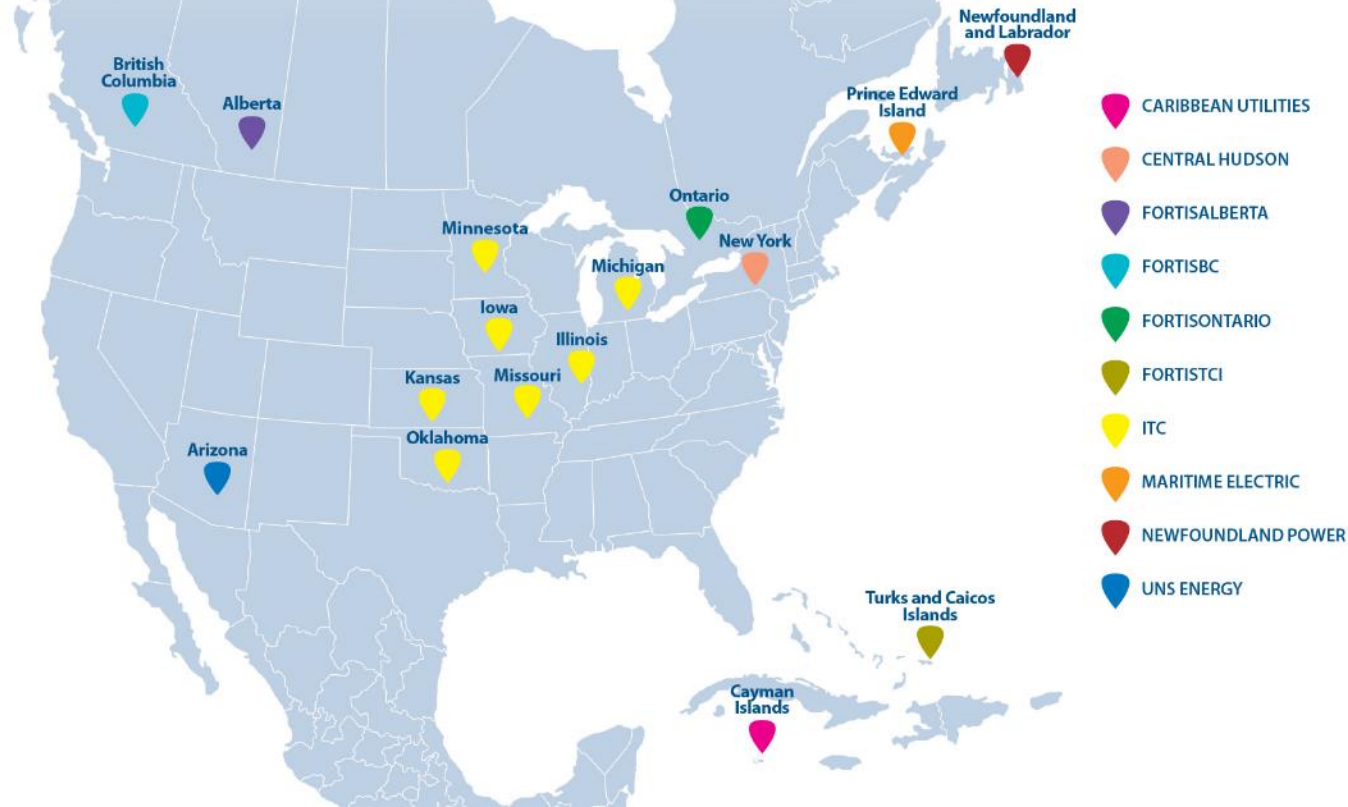 Newfoundland
and Labrador
British
Columbia
Alberta
Prince Edward
Island
Ontario
Minnesota
New York
Michigan
Iowa
Illinois
Kansas
Missouri
Oklahoma
Arizona
Turks and Caicos
Islands
Cayman
Islands
CARIBBEAN UTILITIES
CENTRAL HUDSON
FORTISALBERTA
FORTISBC
FORTISONTARIO
FORTISTCI
ITC
MARITIME ELECTRIC
NEWFOUNDLAND POWER
UNS ENERGY